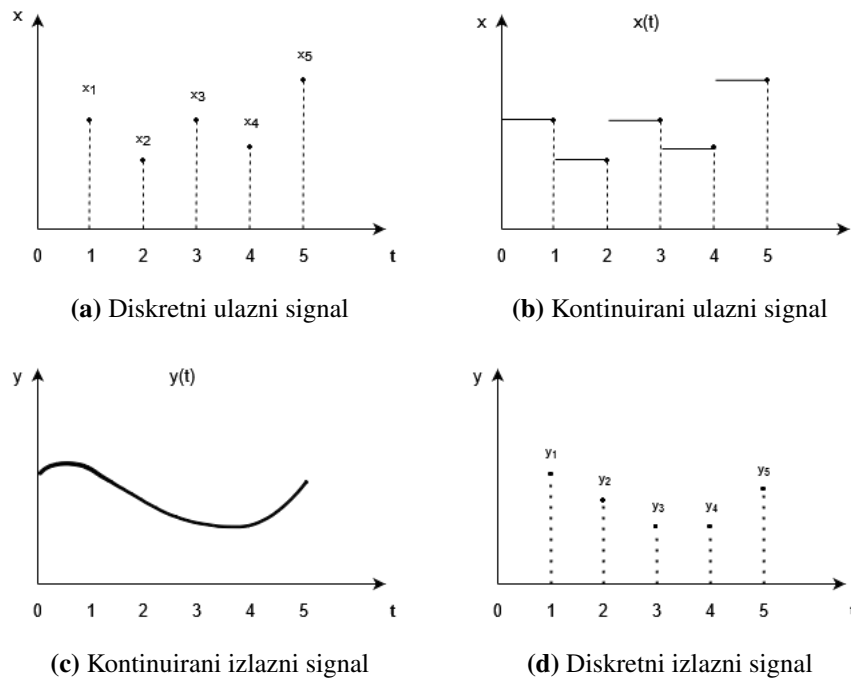 x
x₁
x₂
x₃
x₄
x₅
0 1 2 3 4 5 t
(a) Diskretni ulazni signal
x x(t)
0 1 2 3 4 5
(b) Kontinuirani ulazni signal
y y(t)
0 1 2 3 4 5 t
(c) Kontinuirani izlazni signal
y
y₁
y₂
y₃
y₄
y₅
0 1 2 3 4 5 t
(d) Diskretni izlazni signal